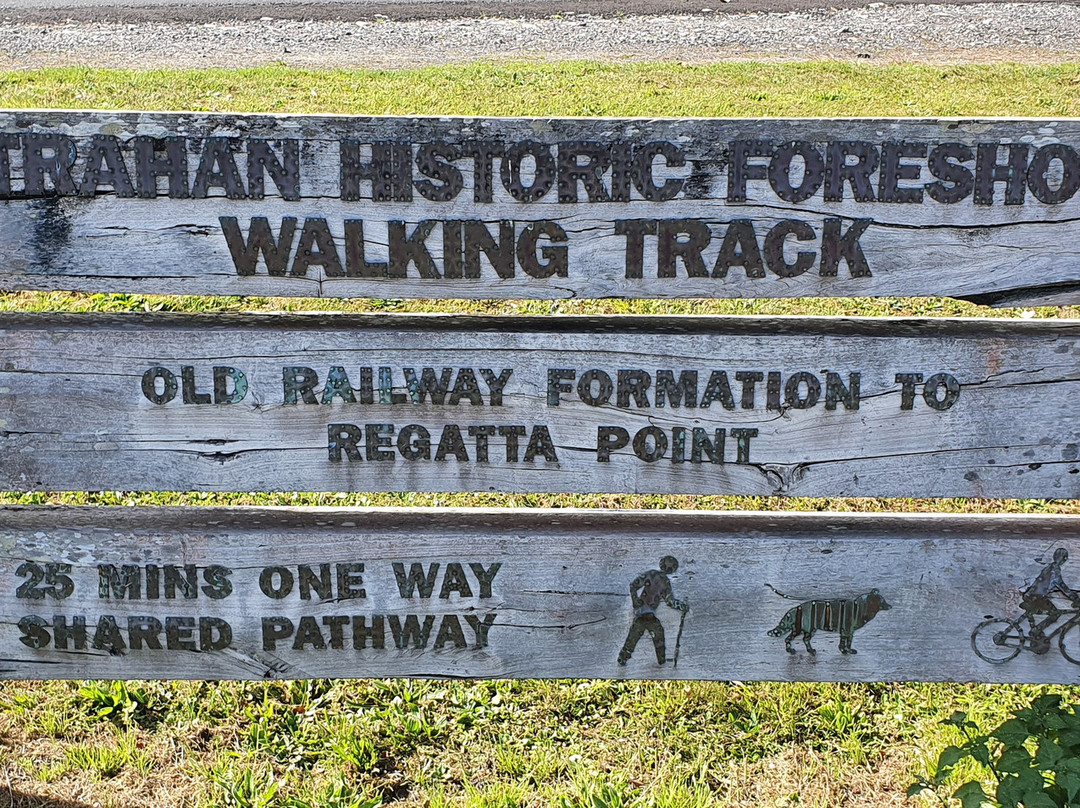 TRAHAN HISTORIC FORESHO
WALKING TRACK
OLD RAILWAY FORMATION TO
REGATTA POINT
25 MINS ONE WAY
SHARED PATHWAY